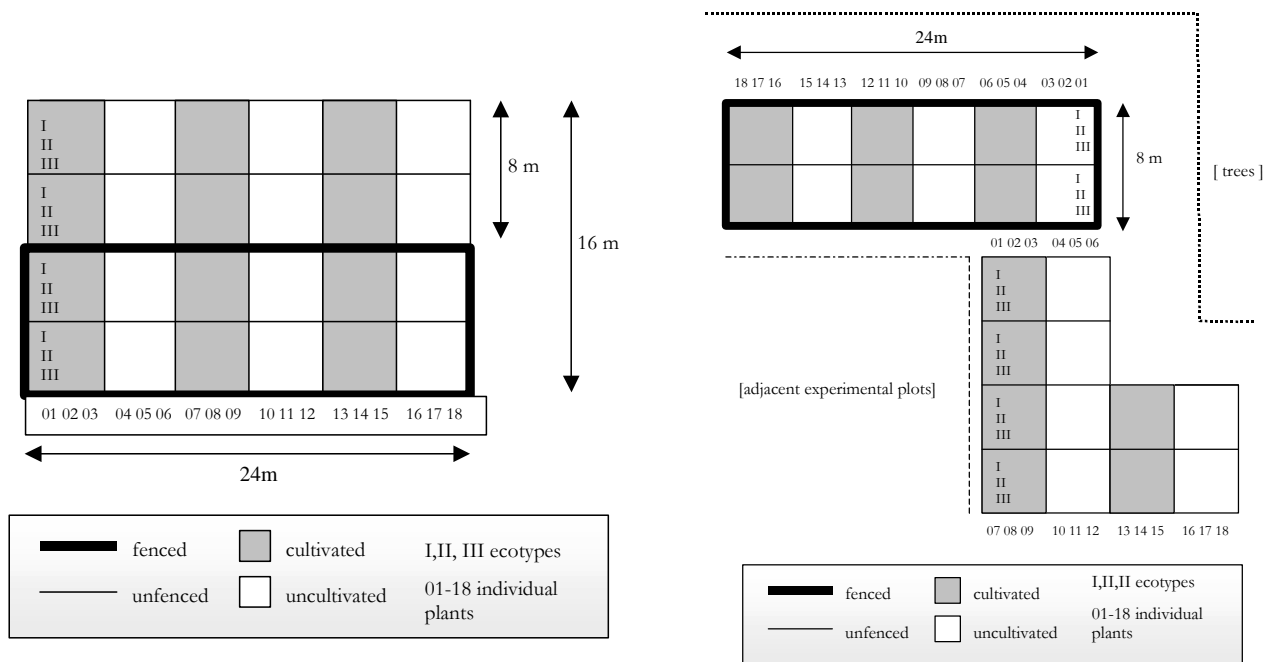 I
II
III
I
II
III
I
II
III
I
II
III
8 m
16 m
01 02 03 04 05 06 07 08 09 10 11 12 13 14 15 16 17 18
24m
fenced cultivated I,II, III ecotypes
unfenced uncultivated 01-18 individual
plants
24m
18 17 16 15 14 13 12 11 10 09 08 07 06 05 04 03 02 01
I
II
III
I
II
III
8 m
[ trees ]
01 02 03 04 05 06
I
II
III
I
II
III
I
II
III
I
II
III
[adjacent experimental plots]
07 08 09 10 11 12 13 14 15 16 17 18
fenced cultivated I,II,II ecotypes
unfenced uncultivated 01-18 individual
plants